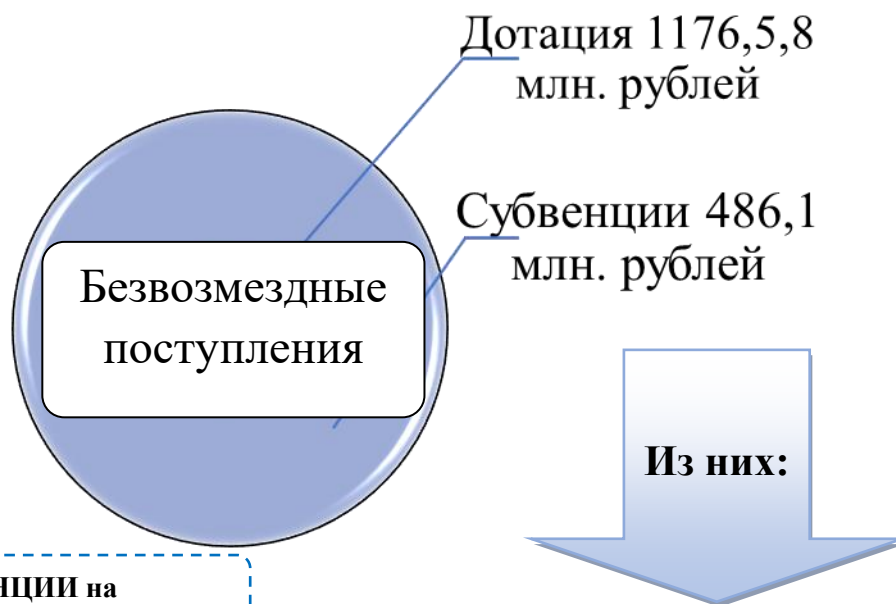 Дотация 1176,5,8
млн. рублей
Субвенции 486,1
млн. рублей
Безвозмездные
поступления
Из них:
НЦИИ на